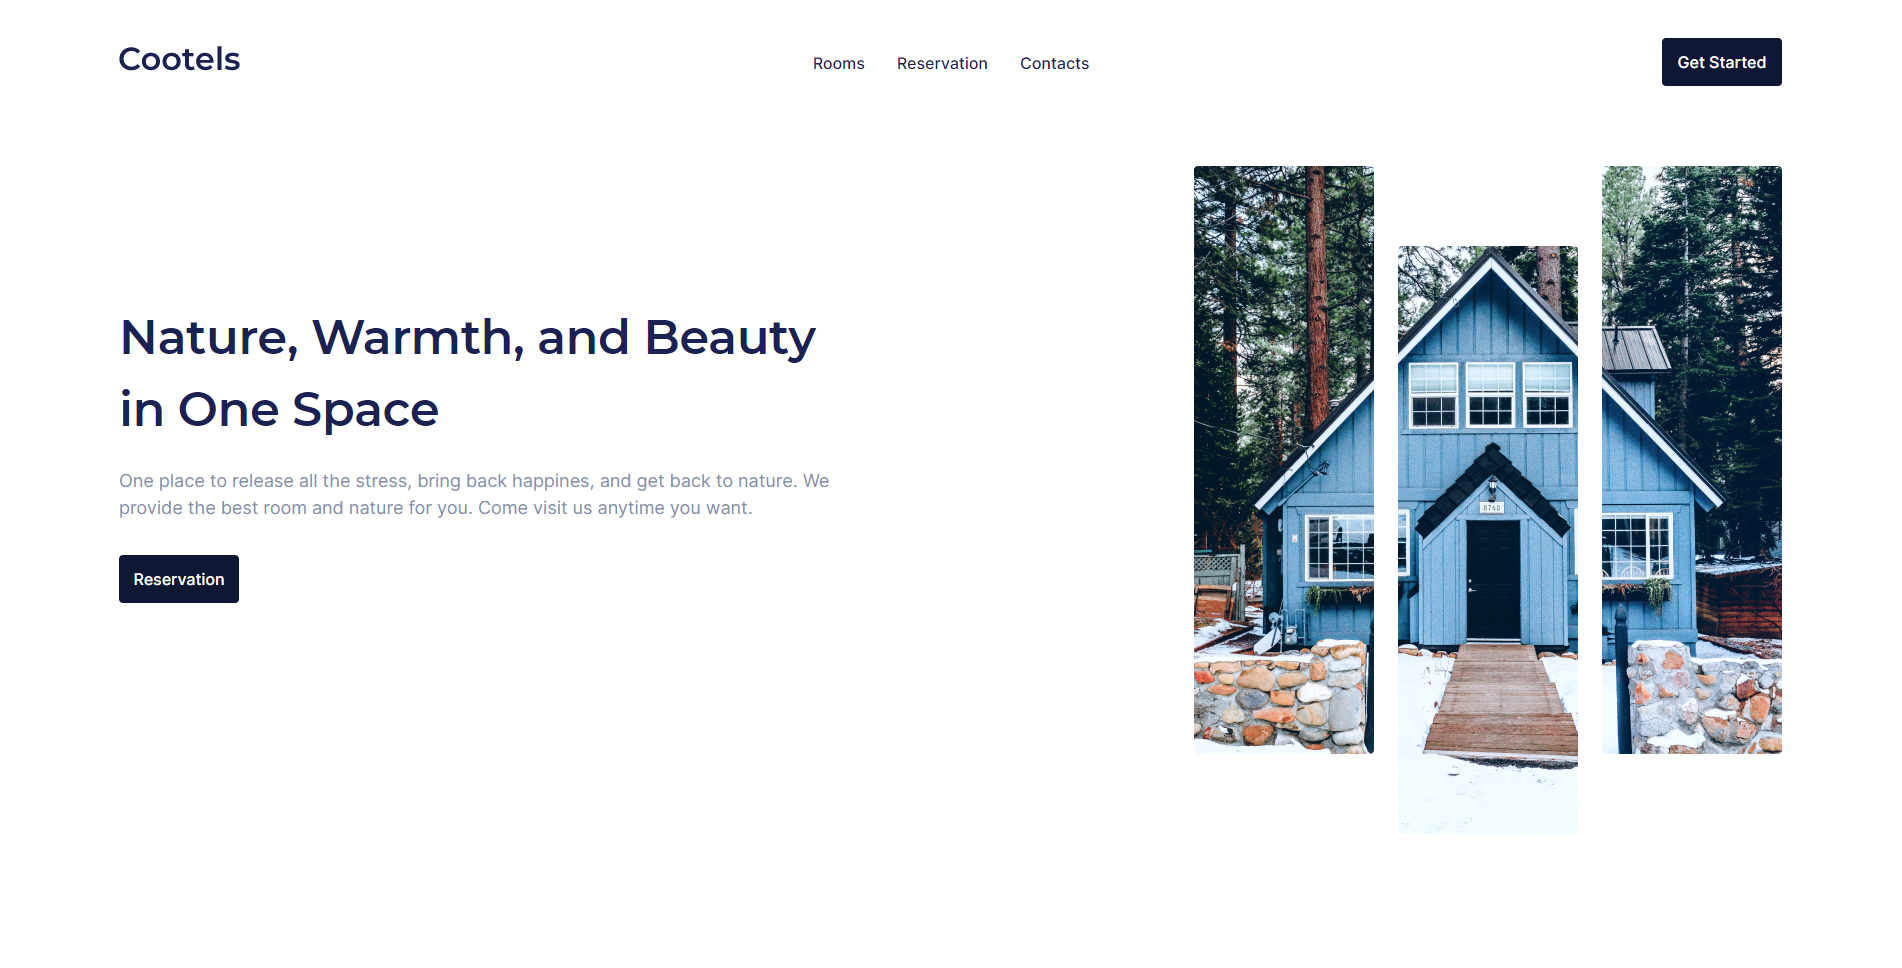 Cootels
Rooms
Reservation
Contacts
Get Started
Nature, Warmth, and Beauty
in One Space
One place to release all the stress, bring back happines, and get back to nature. We
provide the best room and nature for you. Come visit us anytime you want.
Reservation
8768